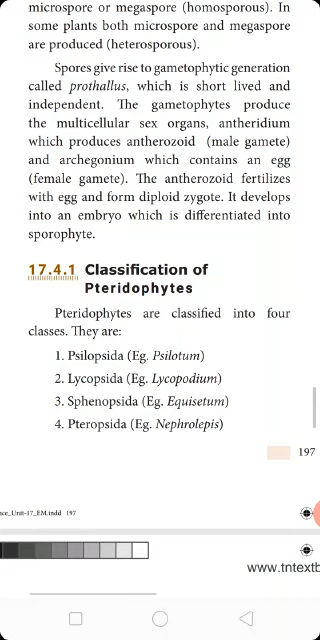 microspore or megaspore (homosporous). In
some plants both microspore and megaspore
are produced (heterosporous).
Spores give rise to gametophytic generation
called prothallus, which is short lived and
independent. The gametophytes produce
the multicellular sex organs, antheridium
which produces antherozoid (male gamete)
and archegonium which contains an egg
(female gamete). The antherozoid fertilizes
with egg and form diploid zygote. It develops
into an embryo which is differentiated into
sporophyte.
17.4.1 Classification of
Pteridophytes
Pteridophytes are classified into four
classes. They are:
1. Psilopsida (Eg. Psilotum)
2. Lycopsida (Eg. Lycopodium)
3. Sphenopsida (Eg. Equisetum)
4. Pteropsida (Eg. Nephrolepis)
197
nce_Unit-17_EM.indd 197
www.tntextb